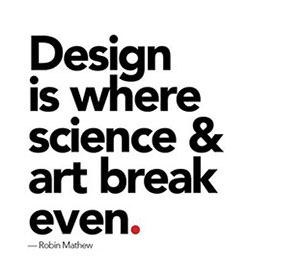 Design
is where
science &
art break
even.
— Robin Mathew